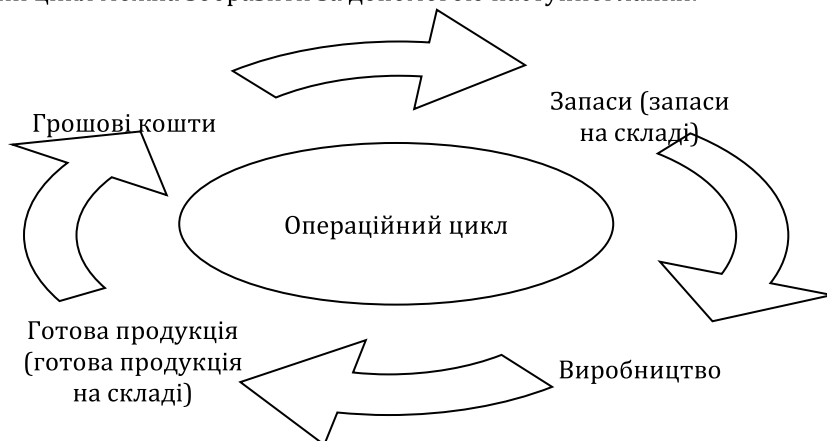 Грошові кошти
Запаси (запаси
на складі)
Операційний цикл
Готова продукція
(готова продукція
на складі)
Виробництво